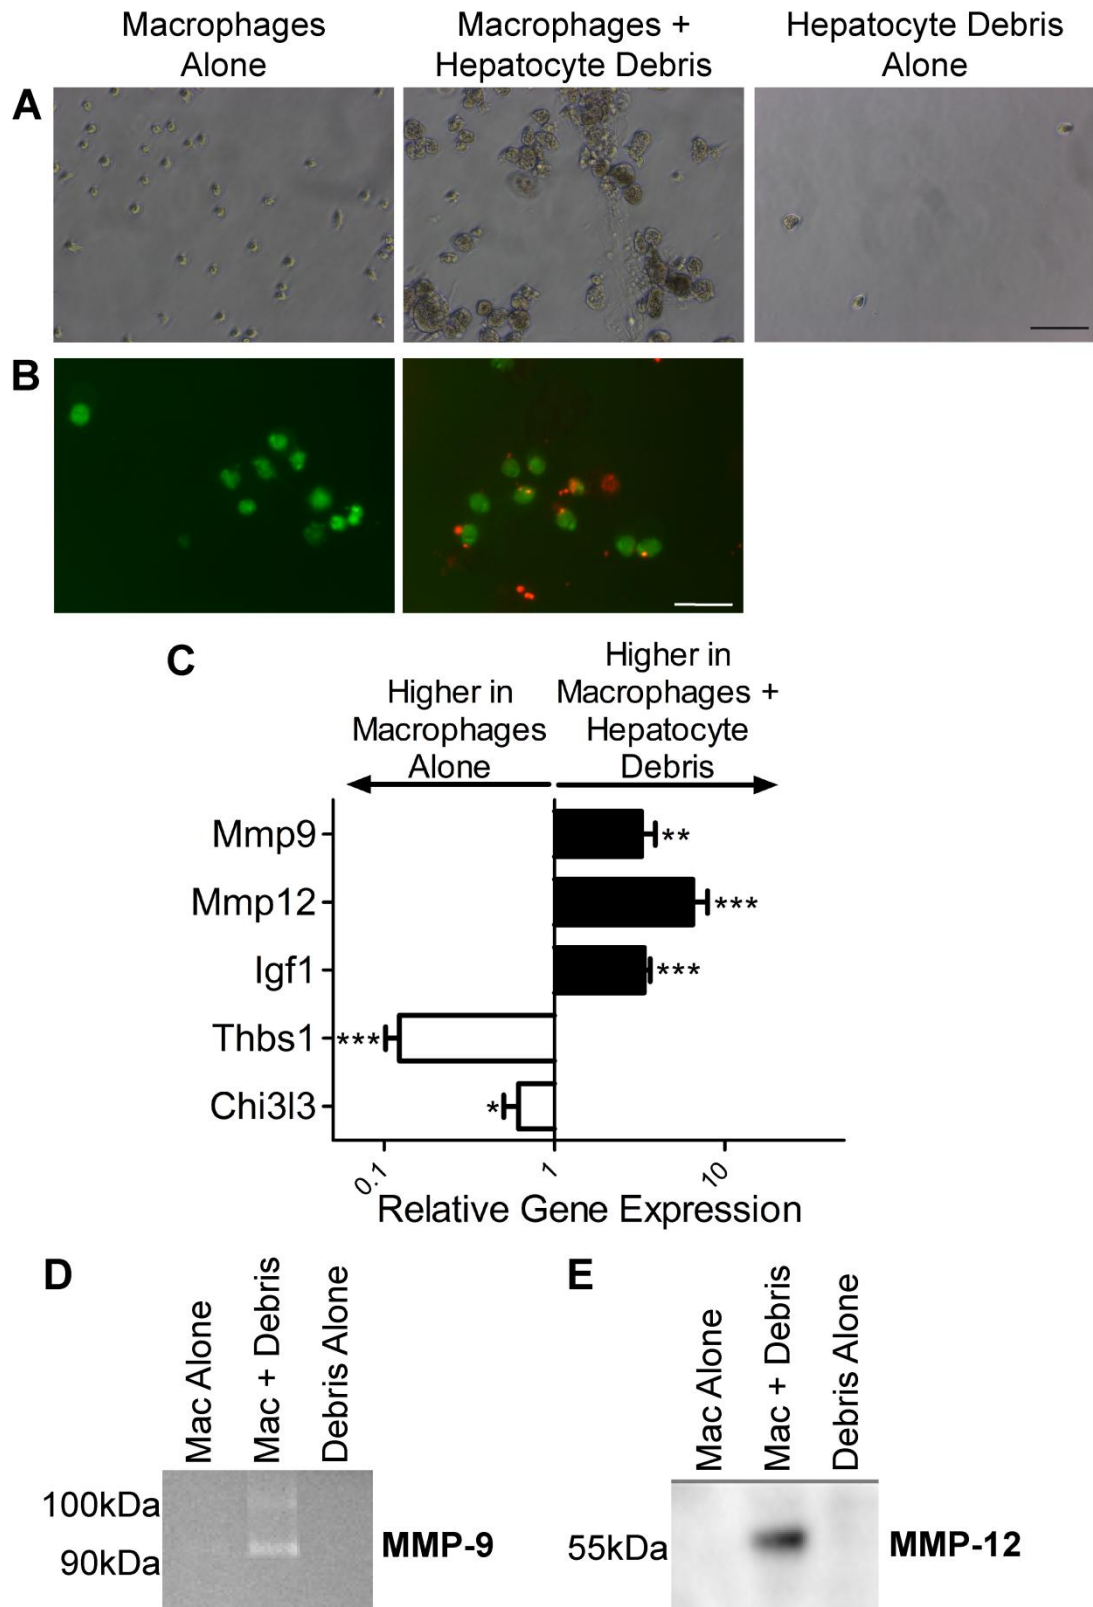 Macrophages
Alone
Macrophages +
Hepatocyte Debris
Hepatocyte Debris
Alone
A
B
C
Higher in
Macrophages
Alone
Higher in
Macrophages +
Hepatocyte
Debris
Mmp9
**
Mmp12
***
Igf1
***
Thbs1
***
Chi3l3
*
0.1
1
10
Relative Gene Expression
D
Mac Alone
Mac + Debris
Debris Alone
100kDa
90kDa
MMP-9
E
Mac Alone
Mac + Debris
Debris Alone
55kDa
MMP-12